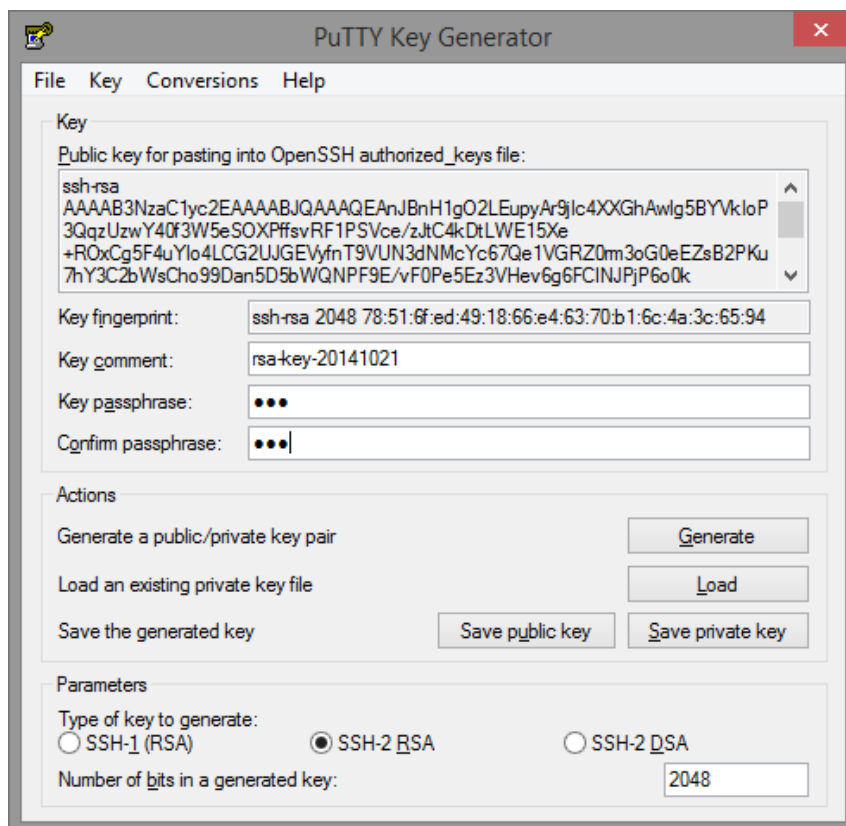 PuTTY Key Generator
File Key Conversions Help
Key
Public key for pasting into OpenSSH authorized_keys file:
ssh-rsa
AAAAB3NzaC1yc2EAAAABJQAAAQEAnJBnH1gO2LEupyAr9jlc4XXGhAwlg5BYVkloP
3QqzUzwY40f3W5eSOXPffsvRF1PSVce/zJtC4kDtLWE15Xe
+ROxCg5F4uYlo4LCG2UJGEVyfnT9VUN3dNMcYc67Qe1VGRZ0rm3oG0eEZsB2PKu
7hY3C2bWsCho99Dan5D5bWQNPF9E/vF0Pe5Ez3VHev6g6FCINJPjP6o0k
Key fingerprint: ssh-rsa 2048 78:51:6f:ed:49:18:66:e4:63:70:b1:6c:4a:3c:65:94
Key comment: rsa-key-20141021
Key passphrase: ●●●
Confirm passphrase: ●●●
Actions
Generate a public/private key pair Generate
Load an existing private key file Load
Save the generated key Save public key Save private key
Parameters
Type of key to generate:
SSH-1 (RSA) SSH-2 RSA SSH-2 DSA
Number of bits in a generated key: 2048